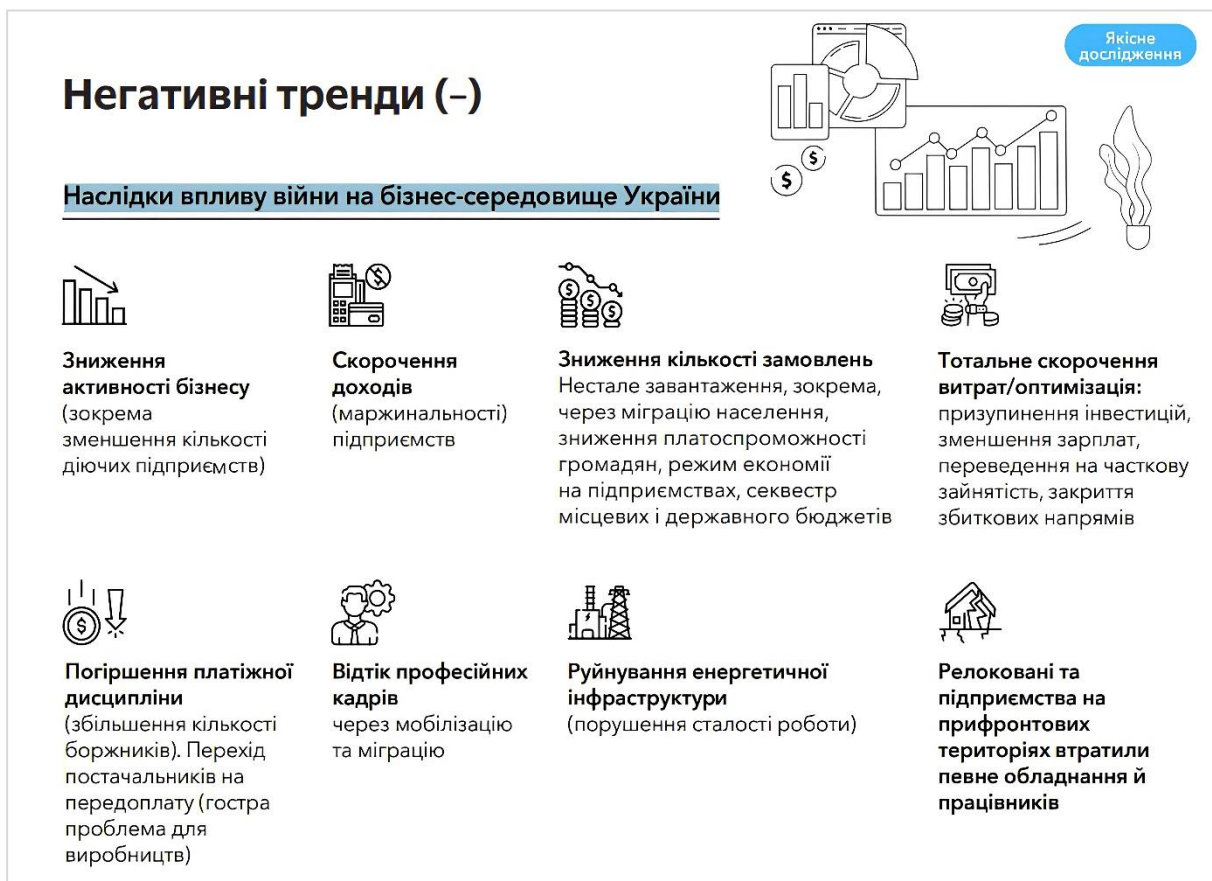 Якісне
дослідження
Негативні тренди (–)
Наслідки впливу війни на бізнес-середовище України
Зниження
активності бізнесу
(зокрема
зменшення кількості
діючих підприємств)
Скорочення
доходів
(маржинальності)
підприємств
Зниження кількості замовлень
Нестале завантаження, зокрема,
через міграцію населення,
зниження платоспроможності
громадян, режим економії
на підприємствах, секвестр
місцевих і державного бюджетів
Тотальне скорочення
витрат/оптимізація:
призупинення інвестицій,
зменшення зарплат,
переведення на часткову
зайнятість, закриття
збиткових напрямів
Погіршення платіжної
дисципліни
(збільшення кількості
боржників). Перехід
постачальників на
передоплату (гостра
проблема для
виробництв)
Відтік професійних
кадрів
через мобілізацію
та міграцію
Руйнування енергетичної
інфраструктури
(порушення сталості роботи)
Релоковані та
підприємства на
прифронтових
територіях втратили
певне обладнання й
працівників